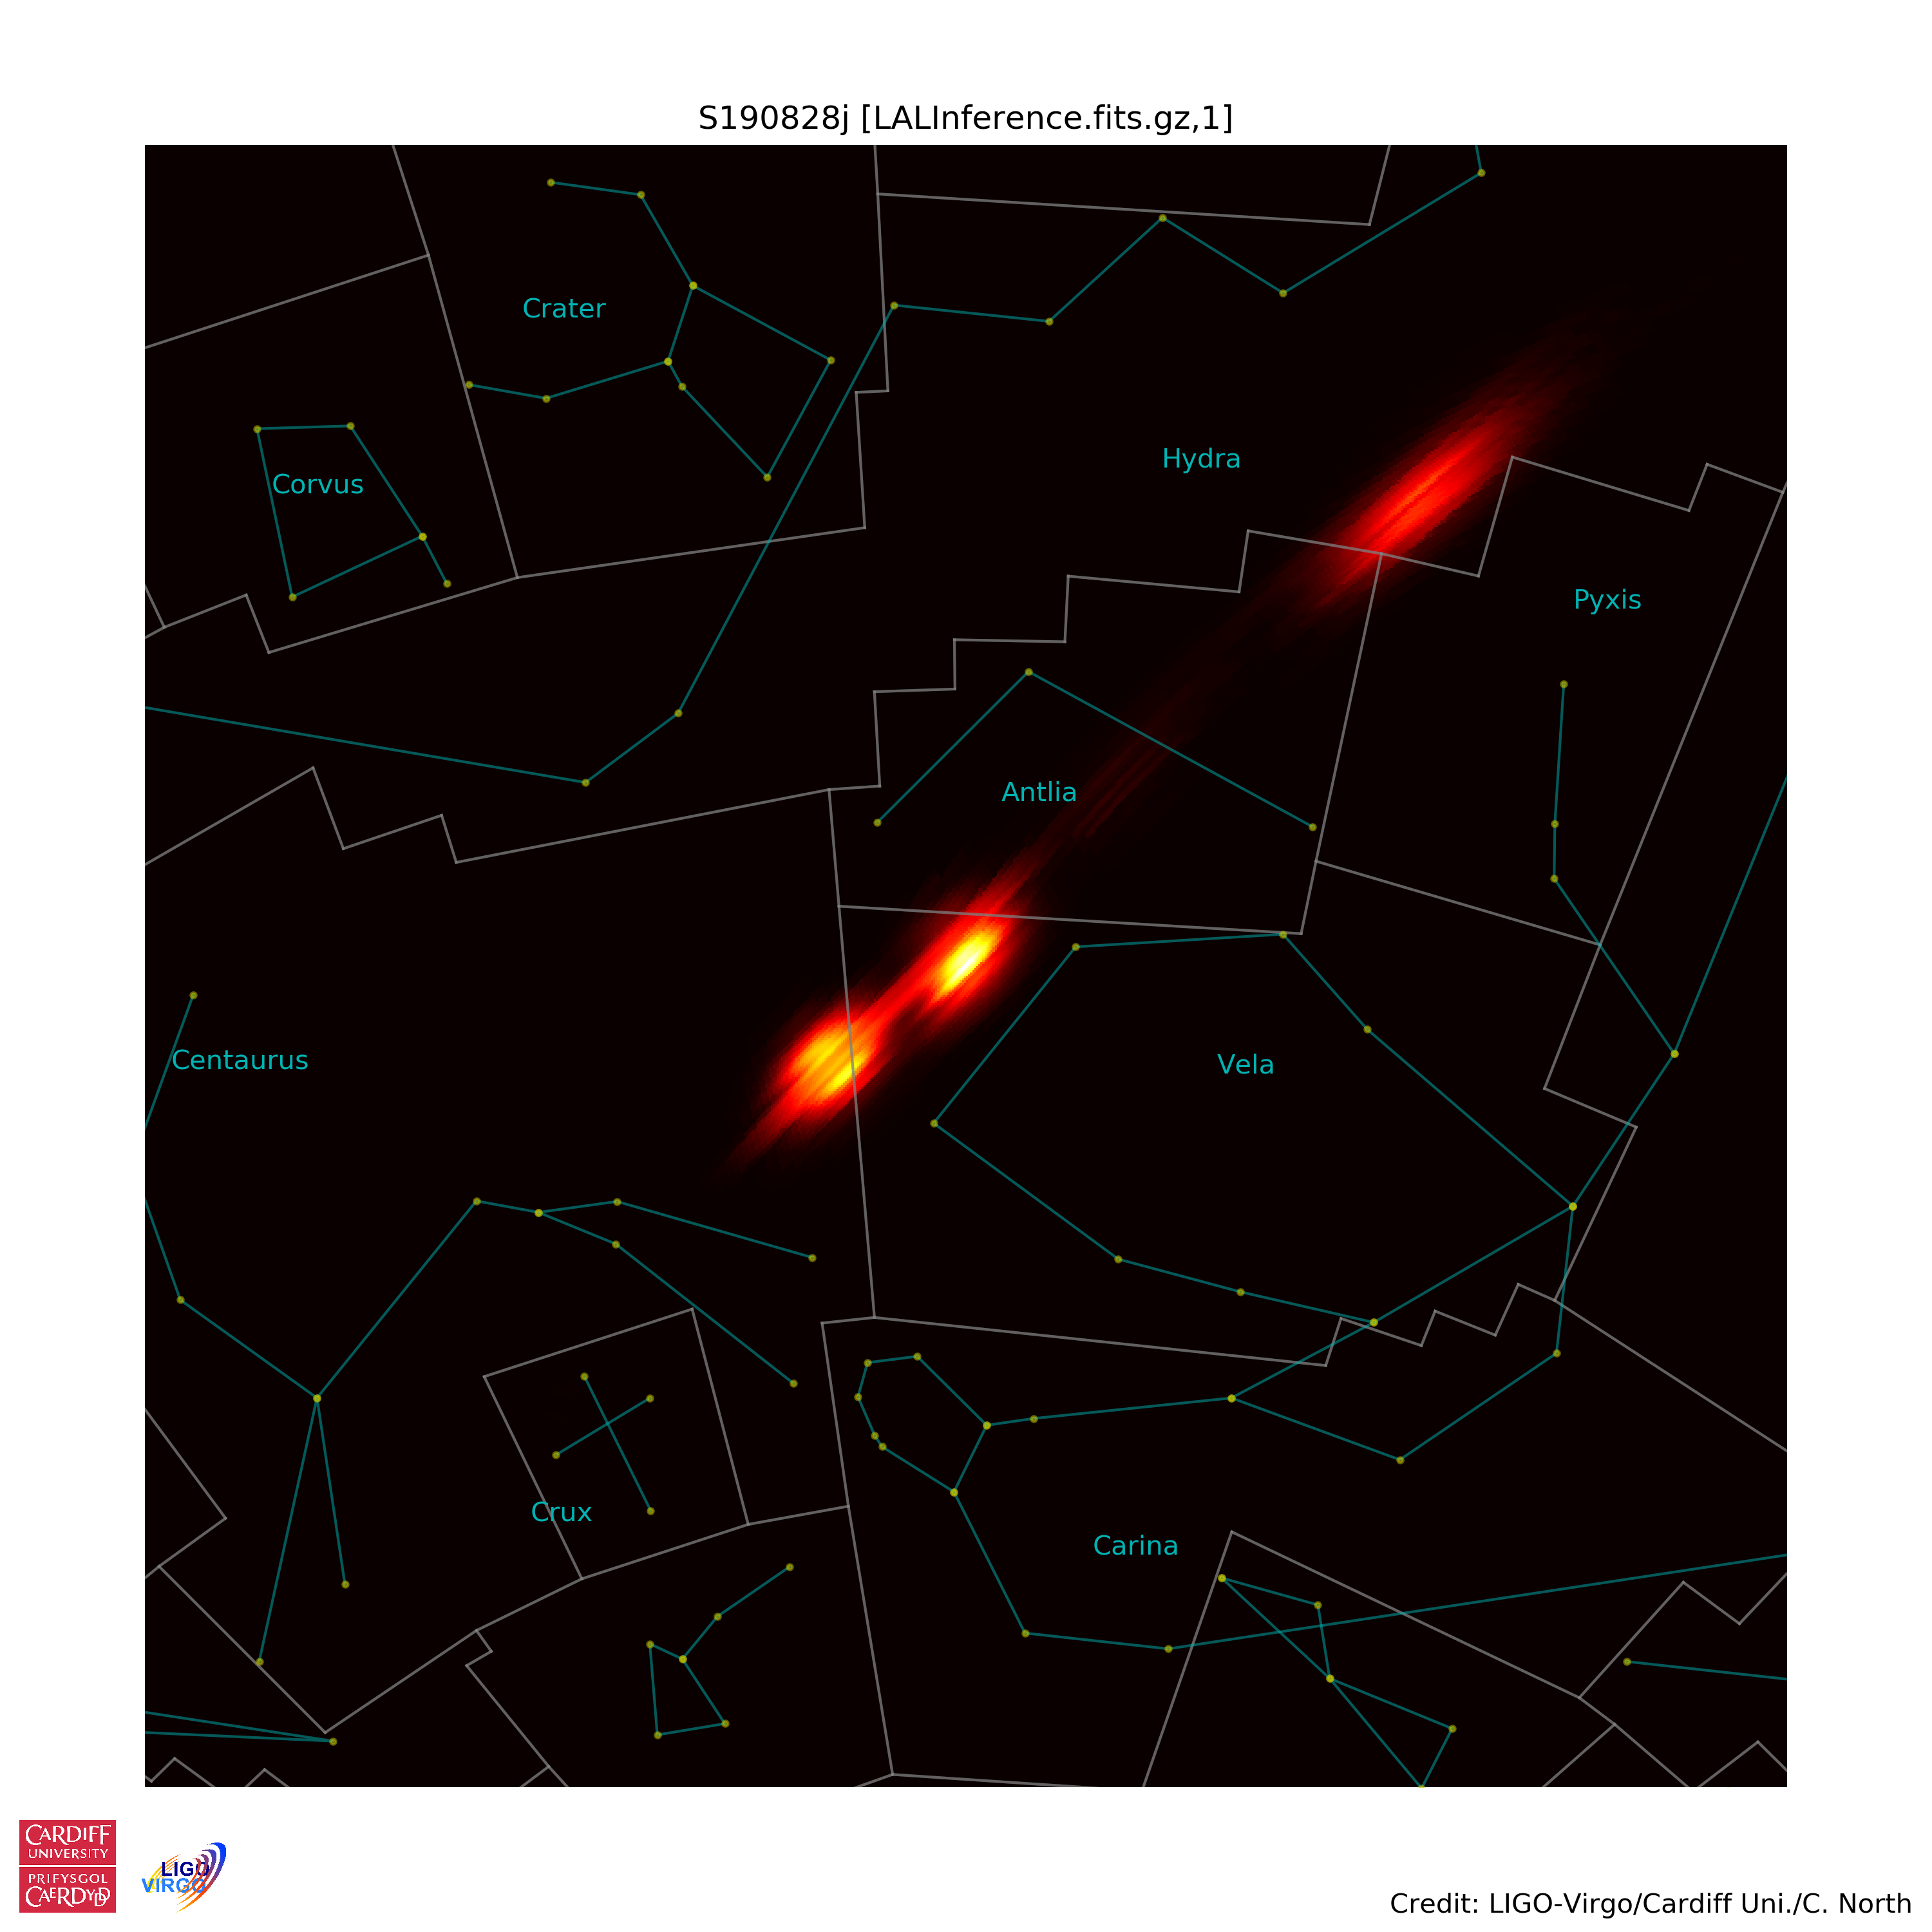 S190828j [LALInference.fits.gz,1]
Crater
Hydra
Corvus
Pyxis
Antlia
Centaurus
Vela
Crux
Carina
CARDIFF
UNIVERSITY
PRIFYSGOL
CAERDYDD
LIGO
VIRGO
Credit: LIGO-Virgo/Cardiff Uni./C. North